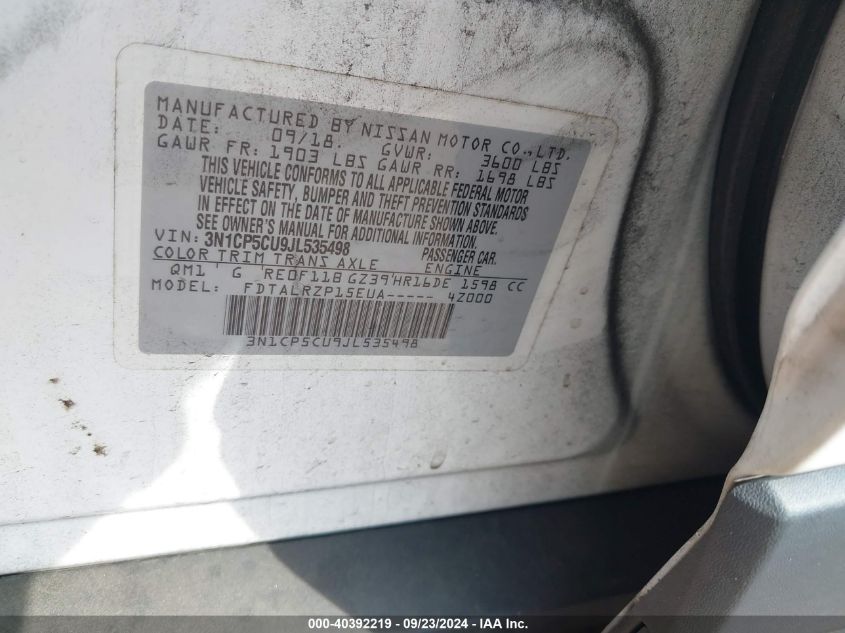 MANUFACTURED BY NISSAN MOTOR CO., LTD.
DATE: 09/18. GVWR: 3600 LBS
GAWR FR: 1903 LBS GAWR RR: 1698 LBS
THIS VEHICLE CONFORMS TO ALL APPLICABLE FEDERAL MOTOR
VEHICLE SAFETY, BUMPER AND THEFT PREVENTION STANDARDS
IN EFFECT ON THE DATE OF MANUFACTURE SHOWN ABOVE.
SEE OWNER'S MANUAL FOR ADDITIONAL INFORMATION.
VIN: 3N1CP5CU9JL535498 PASSENGER CAR.
COLOR TRIM TRANS AXLE ENGINE
QM1 G RE0F11B GZ39 HR16DE 1598 CC
MODEL: FDTALRZP15EUA----- 4Z000
3N1CP5CU9JL535498
000-40392219 - 09/23/2024 - IAA Inc.